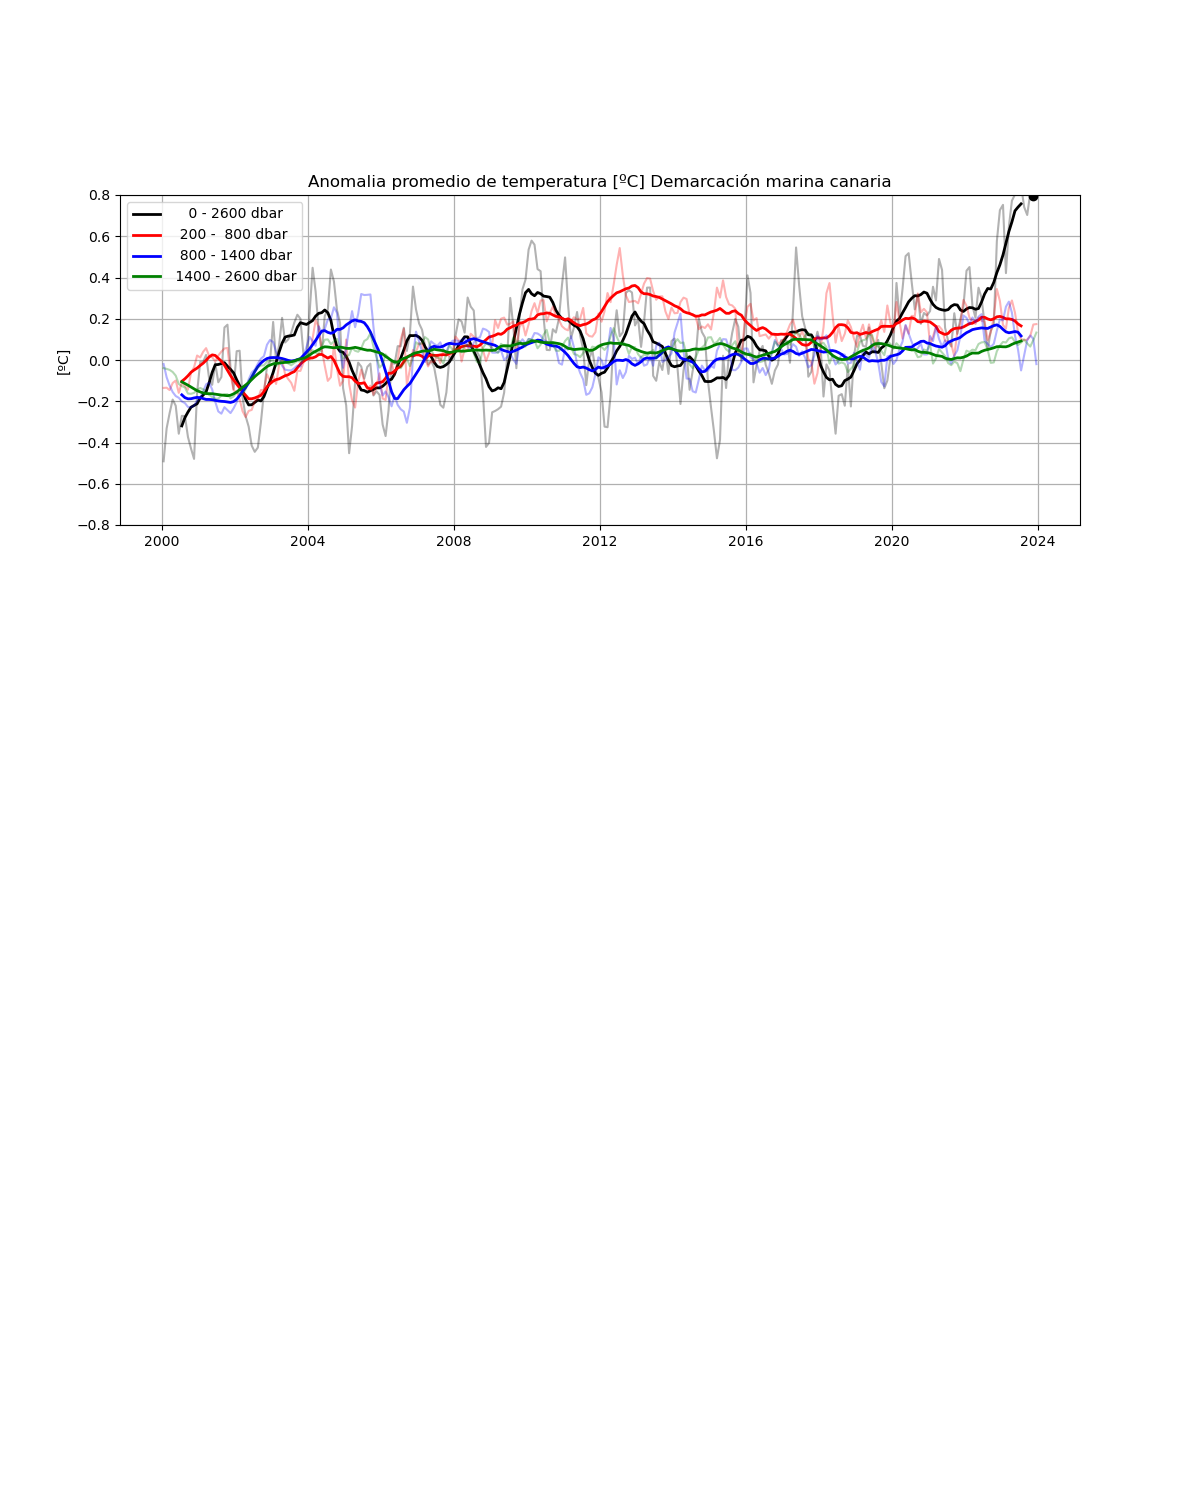 Anomalia promedio de temperatura [ºC] Demarcación marina canaria
0.8
0.6
0.4
0.2
0.0
−0.2
−0.4
−0.6
−0.8
[ºC]
0 - 2600 dbar
200 - 800 dbar
800 - 1400 dbar
1400 - 2600 dbar
2000 2004 2008 2012 2016 2020 2024